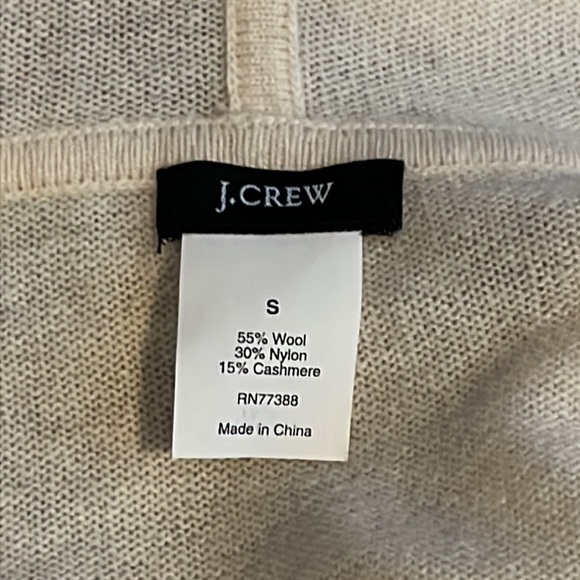 J.CREW
S
55% Wool
30% Nylon
15% Cashmere
RN77388
Made in China